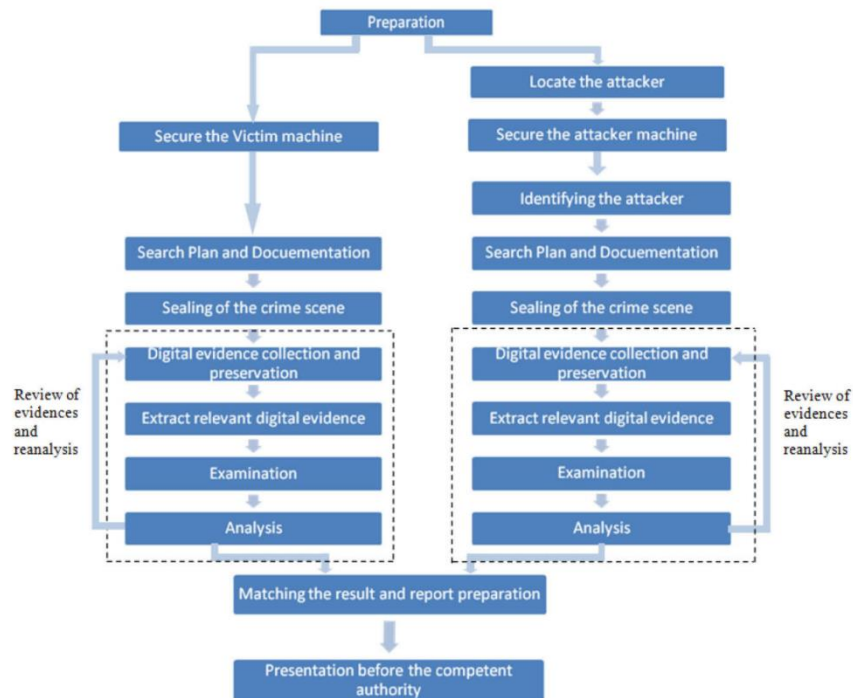 Preparation
Locate the attacker
Secure the Victim machine
Secure the attacker machine
Identifying the attacker
Search Plan and Docuementation
Search Plan and Docuementation
Sealing of the crime scene
Sealing of the crime scene
Digital evidence collection and
preservation
Digital evidence collection and
preservation
Review of
evidences
and
reanalysis
Review of
evidences
and
reanalysis
Extract relevant digital evidence
Extract relevant digital evidence
Examination
Examination
Analysis
Analysis
Matching the result and report preparation
Presentation before the competent
authority